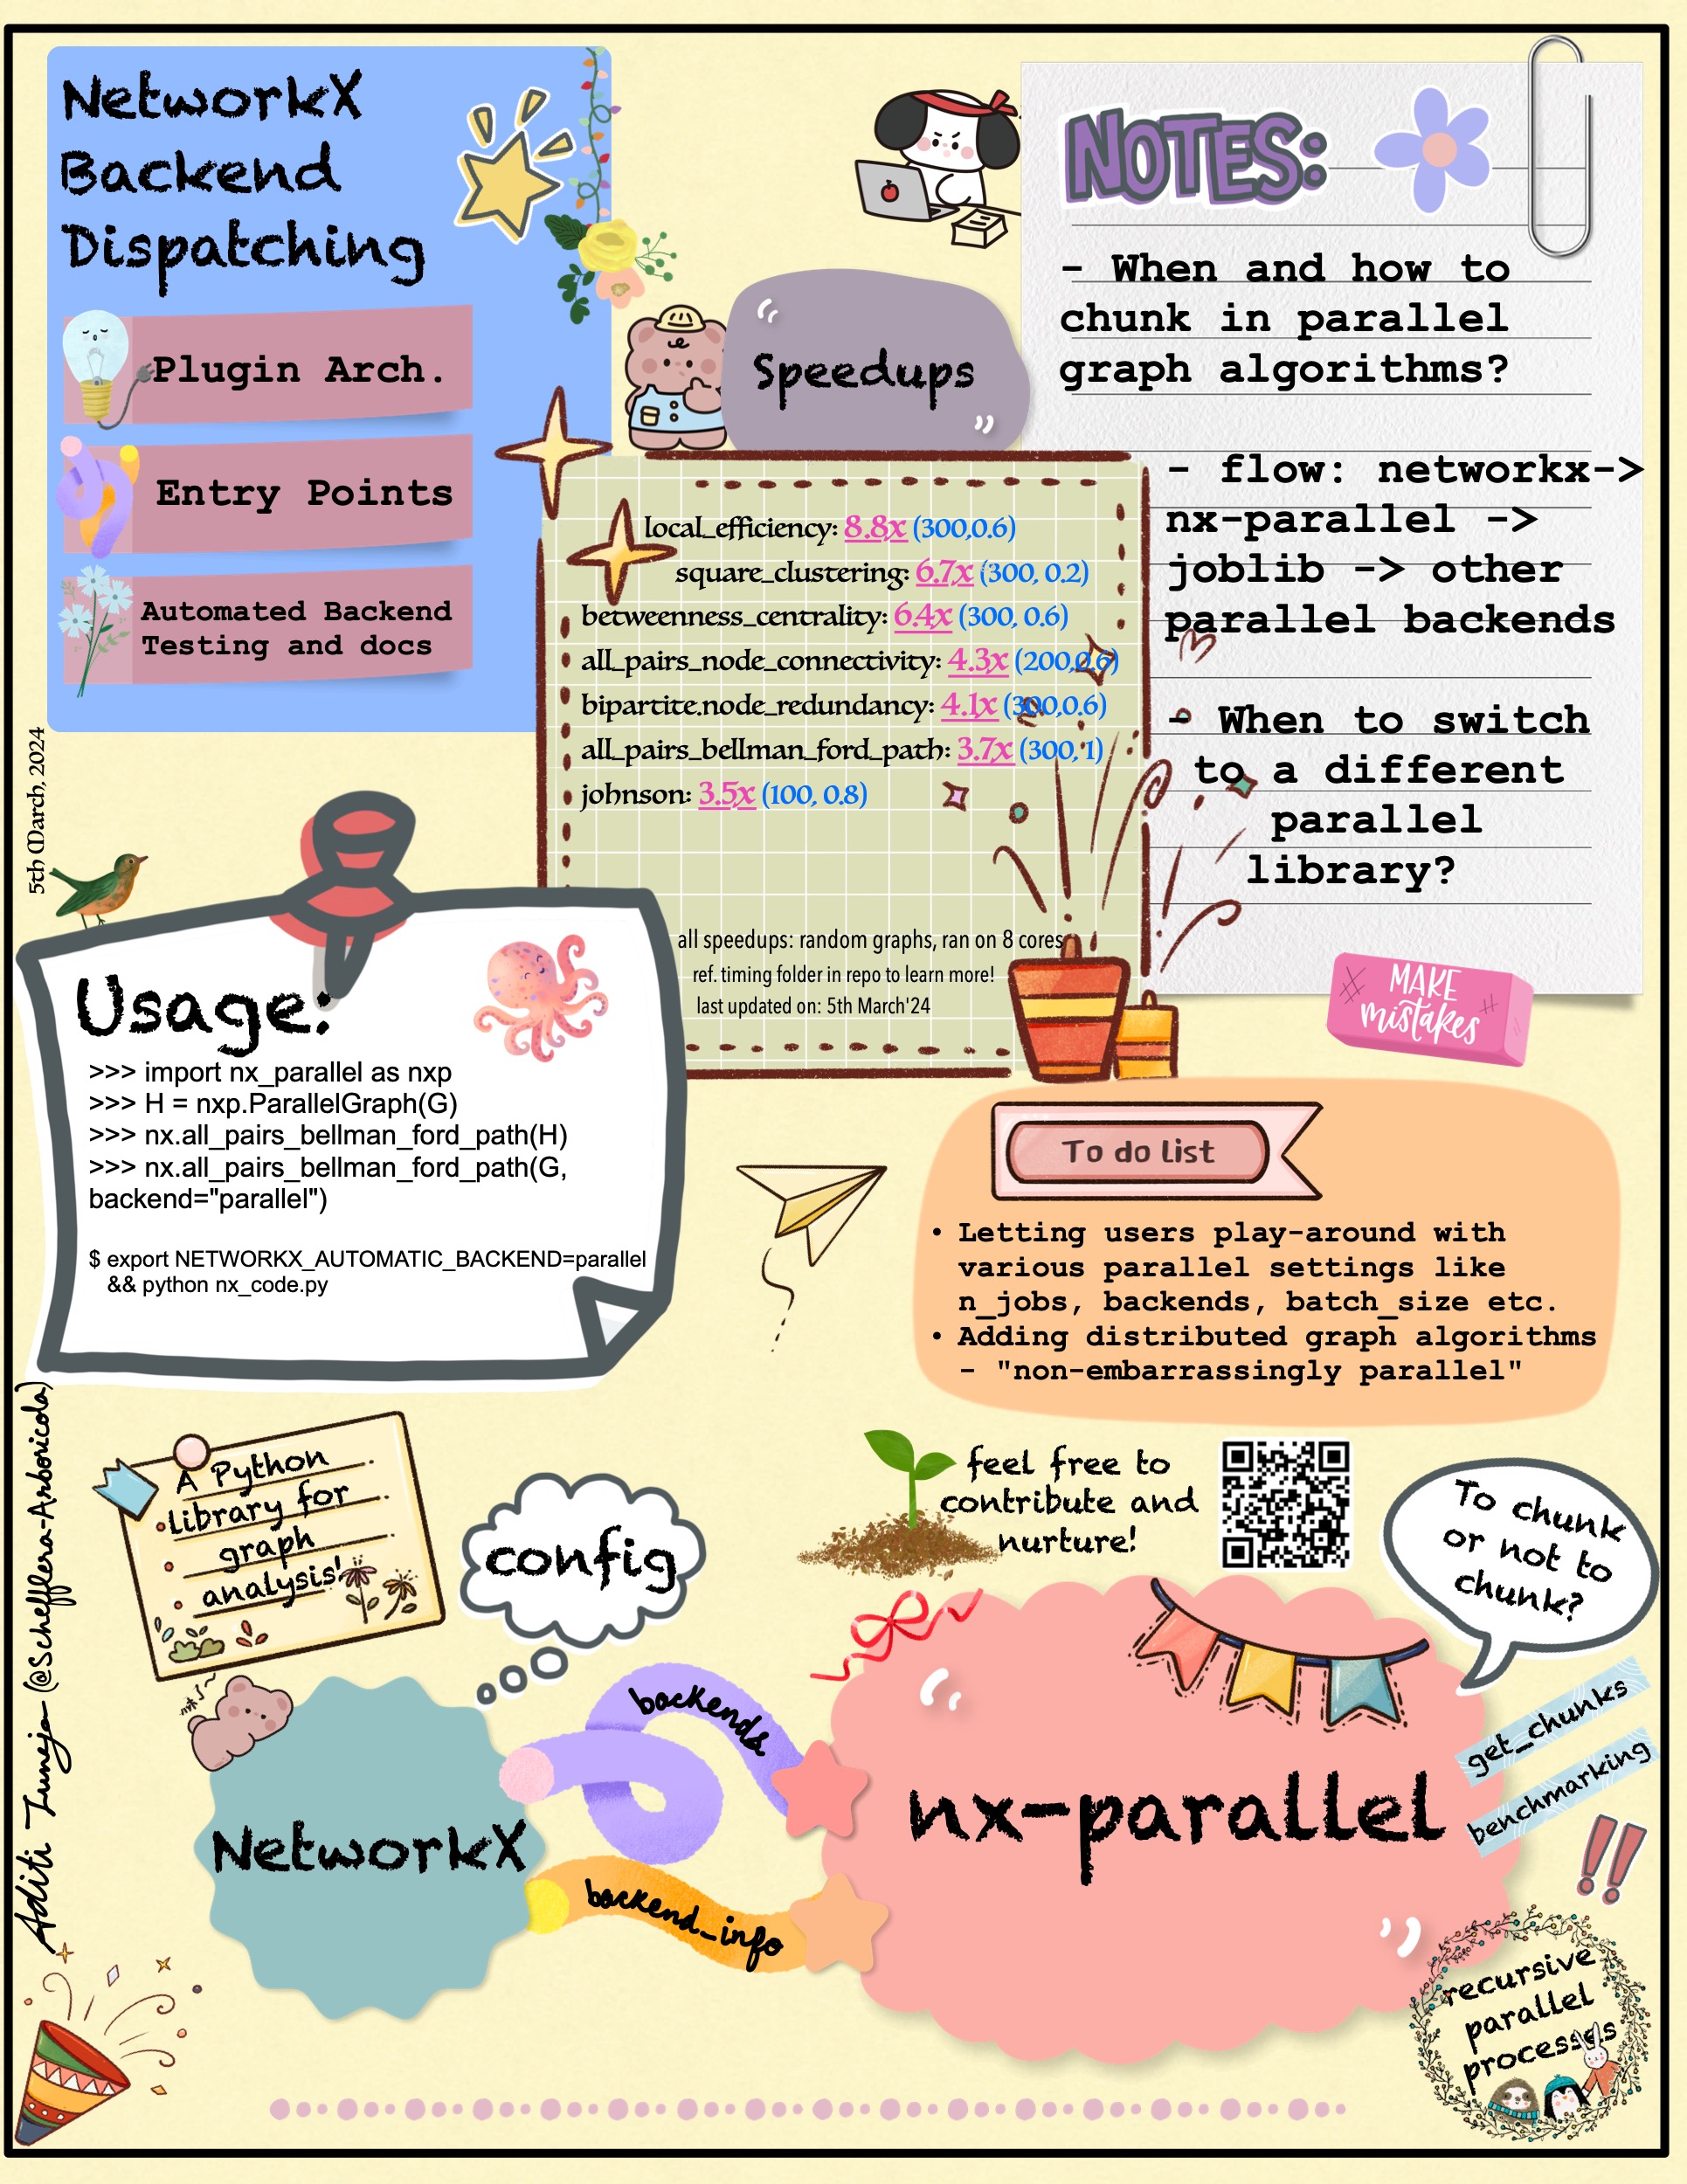 NetworkX
Backend
Dispatching
Plugin Arch.
Entry Points
Automated Backend
Testing and docs
5th March, 2024
Speedups
local_efficiency: 8.8x (300,0.6)
square_clustering: 6.7x (300, 0.2)
betweenness_centrality: 6.4x (300, 0.6)
all_pairs_node_connectivity: 4.3x (200,0.6)
bipartite.node_redundancy: 4.1x (300,0.6)
all_pairs_bellman_ford_path: 3.7x (300, 1)
johnson: 3.5x (100, 0.8)
all speedups: random graphs, ran on 8 cores
ref. timing folder in repo to learn more!
last updated on: 5th March'24
NOTES:
- When and how to
chunk in parallel
graph algorithms?
- flow: networkx->
nx-parallel ->
joblib -> other
parallel backends
- When to switch
to a different
parallel
library?
MAKE
mistakes
Usage:
>>> import nx_parallel as nxp
>>> H = nxp.ParallelGraph(G)
>>> nx.all_pairs_bellman_ford_path(H)
>>> nx.all_pairs_bellman_ford_path(G,
backend="parallel")
$ export NETWORKX_AUTOMATIC_BACKEND=parallel
&& python nx_code.py
To do list
• Letting users play-around with
various parallel settings like
n_jobs, backends, batch_size etc.
• Adding distributed graph algorithms
- "non-embarrassingly parallel"
Aditi Juneja (@Schefflera-Arboricola)
A Python
library for
graph
analysis!
config
feel free to
contribute and
nurture!
To chunk
or not to
chunk?
NetworkX
backends
backend_info
nx-parallel
get_chunks
benchmarking
!!
recursive
parallel
processes